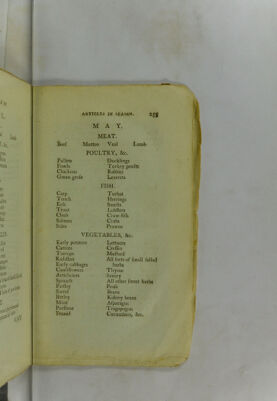 ARTICLES IN SEASON. 259
MAY.
MEAT.
Beef Mutton Veal Lamb
POULTRY, &c.
Pullets Ducklings
Fowls Turkey poults
Chickens Rabbits
Green geese Leverets
FISH.
Carp Turbot
Tench Herrings
Eels Smelts
Trout Lobsters
Chub Craw fish
Salmon Crabs
Soles Prawns
VEGETABLES, &c.
Early potatoes Lettuces
Carrots Cresses
Turnips Mustard
Radishes All sorts of small sallad
Early cabbages herbs
Cauliflowers Thyme
Artichokes Savory
Spinach All other sweet herbs
Parsley Peas
Sorrel Beans
Kidney beans
Mint Asparagus
Purslane Tragopogon
Fennel Cucumbers, &c.